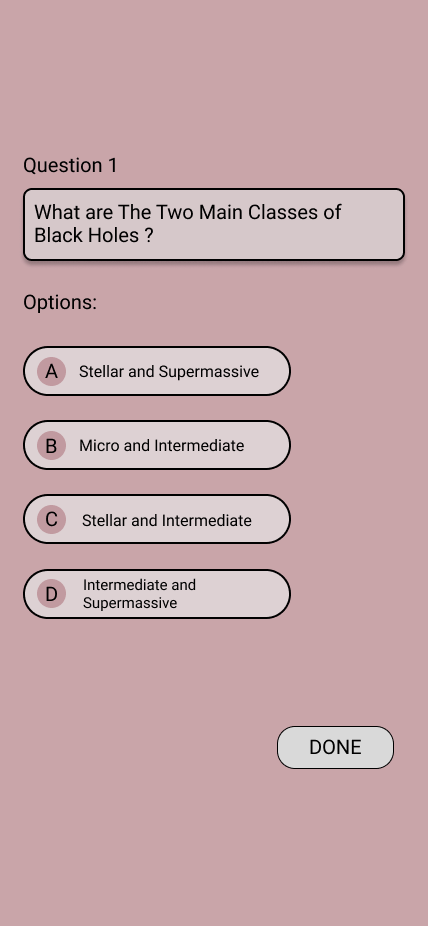 Question 1
What are The Two Main Classes of
Black Holes ?
Options:
A Stellar and Supermassive
B Micro and Intermediate
C Stellar and Intermediate
D Intermediate and
Supermassive
DONE